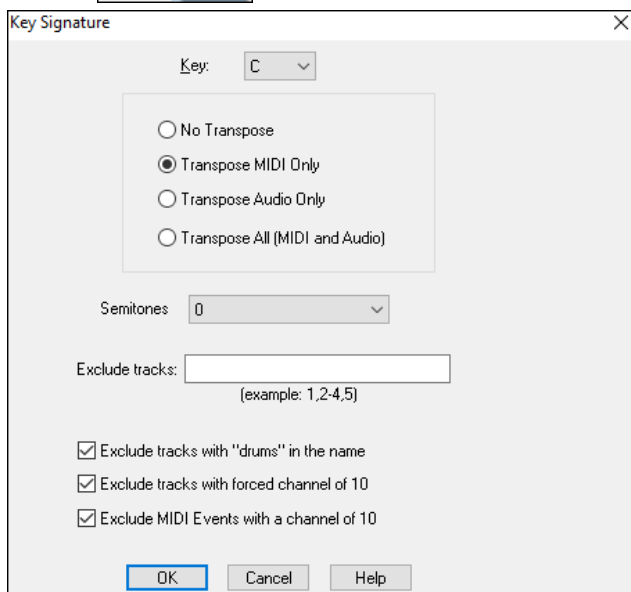 Key Signature
Key: C
No Transpose
Transpose MIDI Only
Transpose Audio Only
Transpose All (MIDI and Audio)
Semitones 0
Exclude tracks:
(example: 1,2-4,5)
Exclude tracks with "drums" in the name
Exclude tracks with forced channel of 10
Exclude MIDI Events with a channel of 10
OK Cancel Help